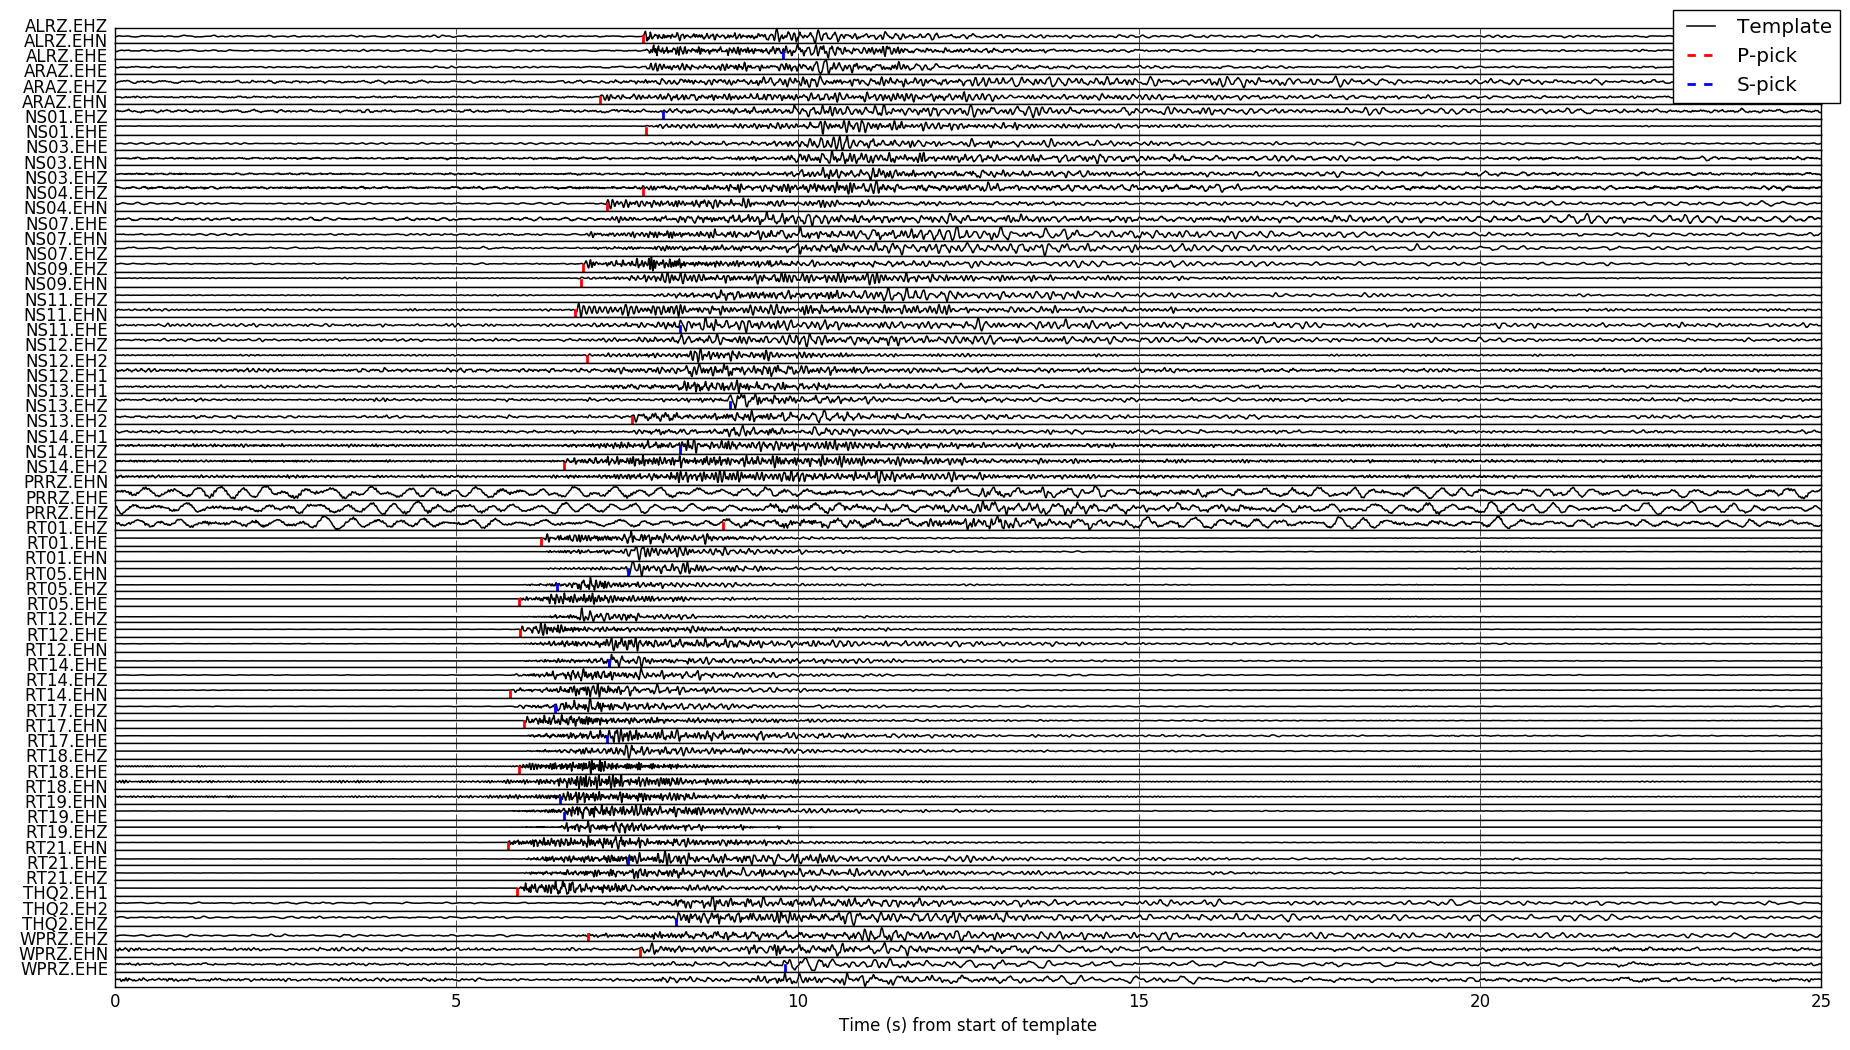 ALRZ.EHZ
ALRZ.EHN
ALRZ.EHE
ARAZ.EHE
ARAZ.EHZ
ARAZ.EHN
NS01.EHZ
NS01.EHE
NS03.EHE
NS03.EHN
NS03.EHZ
NS04.EHZ
NS04.EHN
NS07.EHE
NS07.EHN
NS07.EHZ
NS09.EHZ
NS09.EHN
NS11.EHZ
NS11.EHN
NS11.EHE
NS12.EHZ
NS12.EH2
NS12.EH1
NS13.EH1
NS13.EHZ
NS13.EH2
NS14.EH1
NS14.EHZ
NS14.EH2
PRRZ.EHN
PRRZ.EHE
PRRZ.EHZ
RT01.EHZ
RT01.EHE
RT01.EHN
RT05.EHN
RT05.EHZ
RT05.EHE
RT12.EHZ
RT12.EHE
RT12.EHN
RT14.EHE
RT14.EHZ
RT14.EHN
RT17.EHZ
RT17.EHN
RT17.EHE
RT18.EHZ
RT18.EHE
RT18.EHN
RT19.EHN
RT19.EHE
RT19.EHZ
RT21.EHN
RT21.EHE
RT21.EHZ
THQ2.EH1
THQ2.EH2
THQ2.EHZ
WPRZ.EHZ
WPRZ.EHN
WPRZ.EHE
Template
P-pick
S-pick
0 5 10 15 20 25
Time (s) from start of template